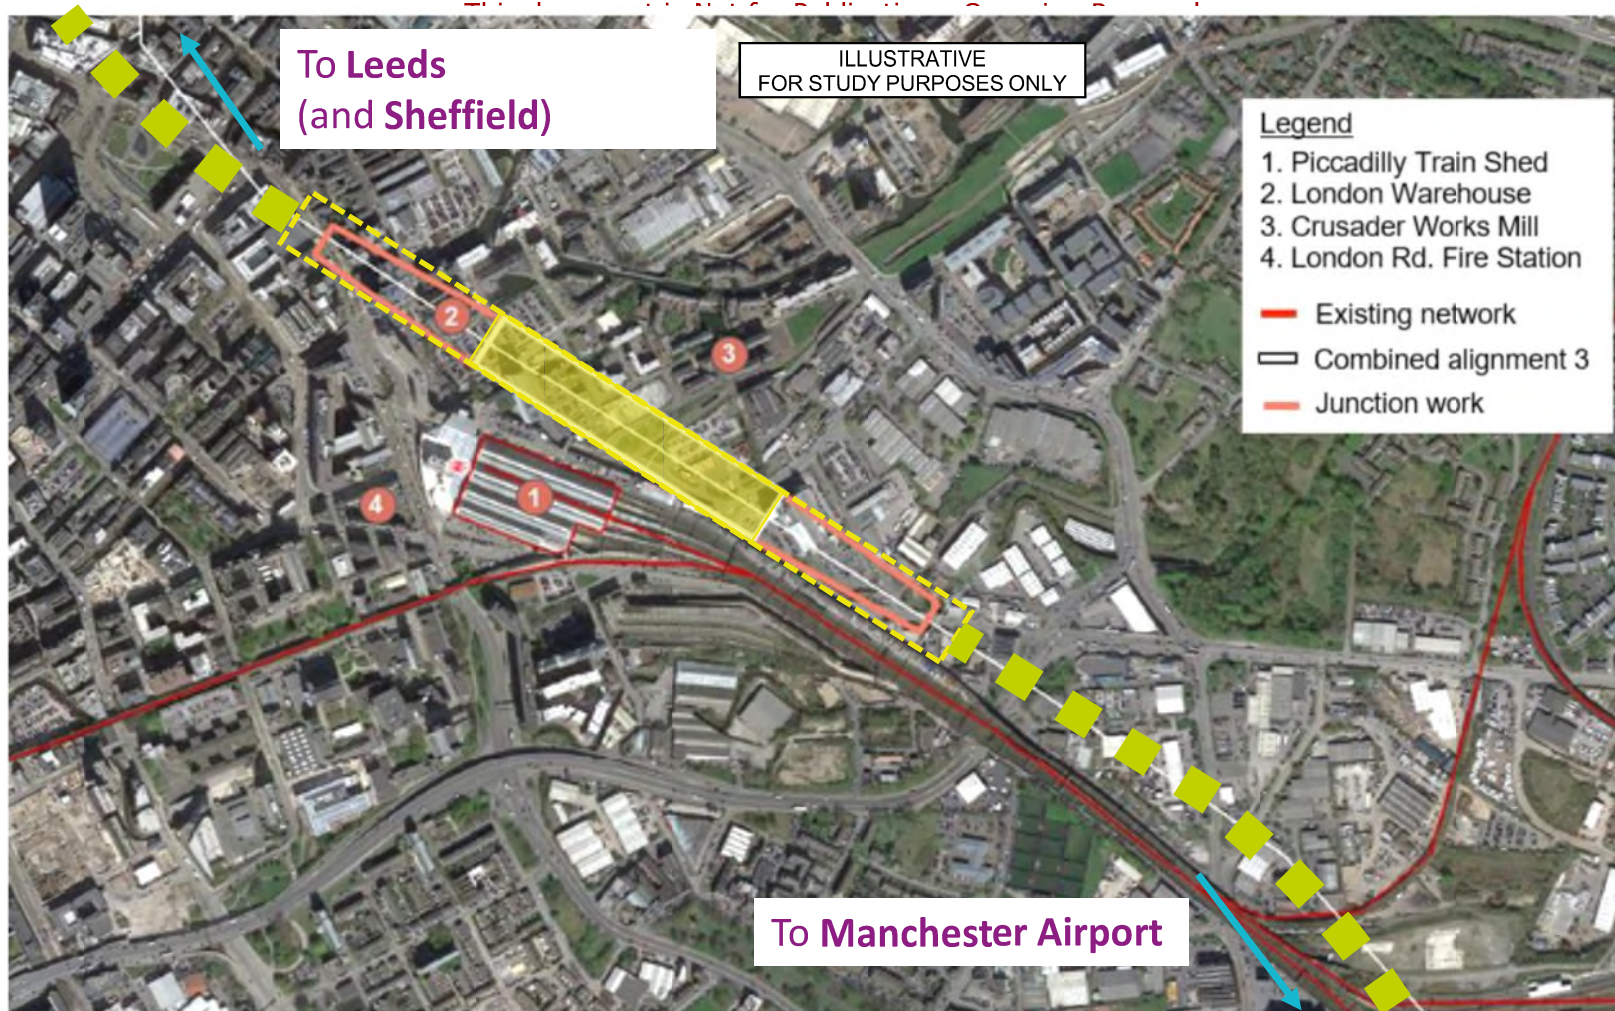 To Leeds
(and Sheffield)
ILLUSTRATIVE
FOR STUDY PURPOSES ONLY
Legend
1. Piccadilly Train Shed
2. London Warehouse
3. Crusader Works Mill
4. London Rd. Fire Station
Existing network
Combined alignment 3
Junction work
2
3
1
4
To Manchester Airport